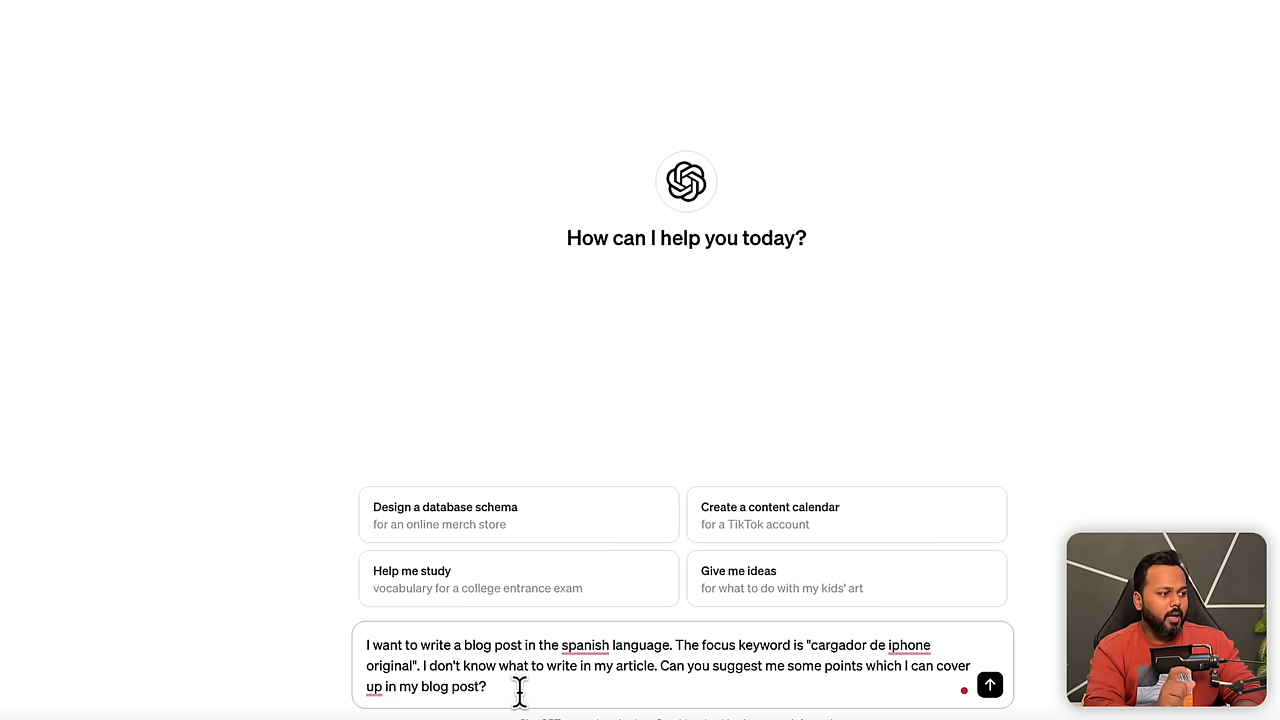 How can I help you today?
Design a database schema
for an online merch store
Create a content calendar
for a TikTok account
Help me study
vocabulary for a college entrance exam
Give me ideas
for what to do with my kids' art
I want to write a blog post in the spanish language. The focus keyword is "cargador de iphone
original". I don't know what to write in my article. Can you suggest me some points which I can cover
up in my blog post?